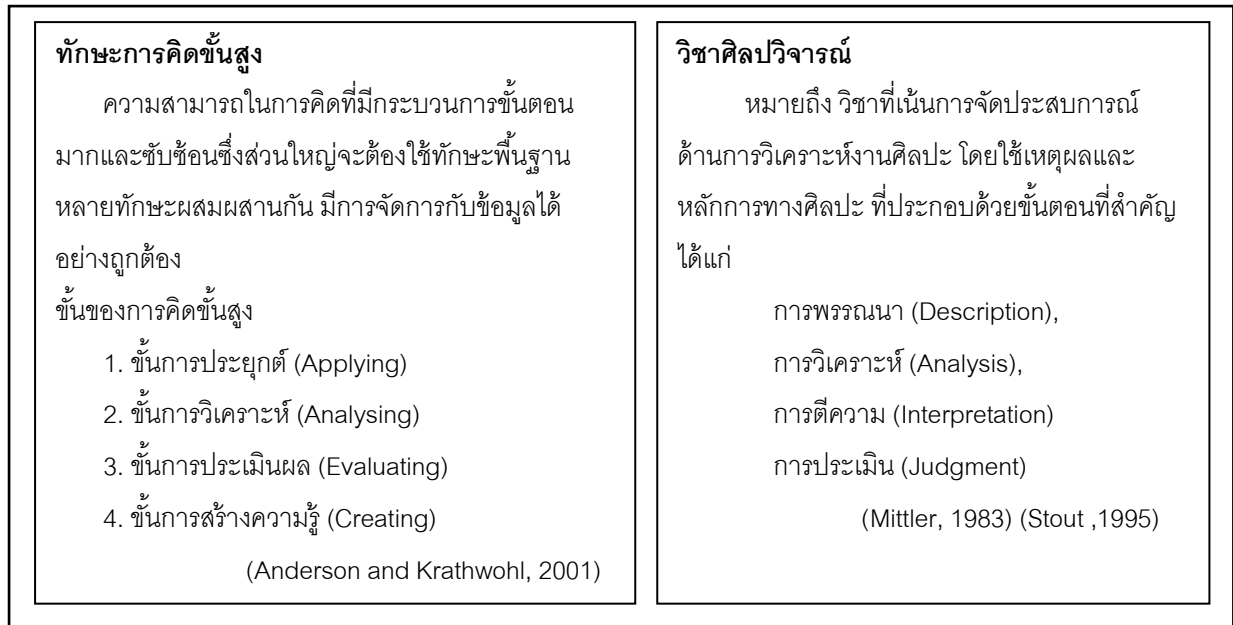 ทักษะการคิดขั้นสูง
ความสามารถในการคิดที่มีกระบวนการขั้นตอน
มากและซับซ้อนซึ่งส่วนใหญ่จะต้องใช้ทักษะพื้นฐาน
หลายทักษะผสมผสานกัน มีการจัดการกับข้อมูลได้
อย่างถูกต้อง
ขั้นของการคิดขั้นสูง
1. ขั้นการประยุกต์ (Applying)
2. ขั้นการวิเคราะห์ (Analysing)
3. ขั้นการประเมินผล (Evaluating)
4. ขั้นการสร้างความรู้ (Creating)
(Anderson and Krathwohl, 2001)
วิชาศิลปวิจารณ์
หมายถึง วิชาที่เน้นการจัดประสบการณ์
ด้านการวิเคราะห์งานศิลปะ โดยใช้เหตุผลและ
หลักการทางศิลปะ ที่ประกอบด้วยขั้นตอนที่สำคัญ
ได้แก่
การพรรณนา (Description),
การวิเคราะห์ (Analysis),
การตีความ (Interpretation)
การประเมิน (Judgment)
(Mittler, 1983) (Stout ,1995)